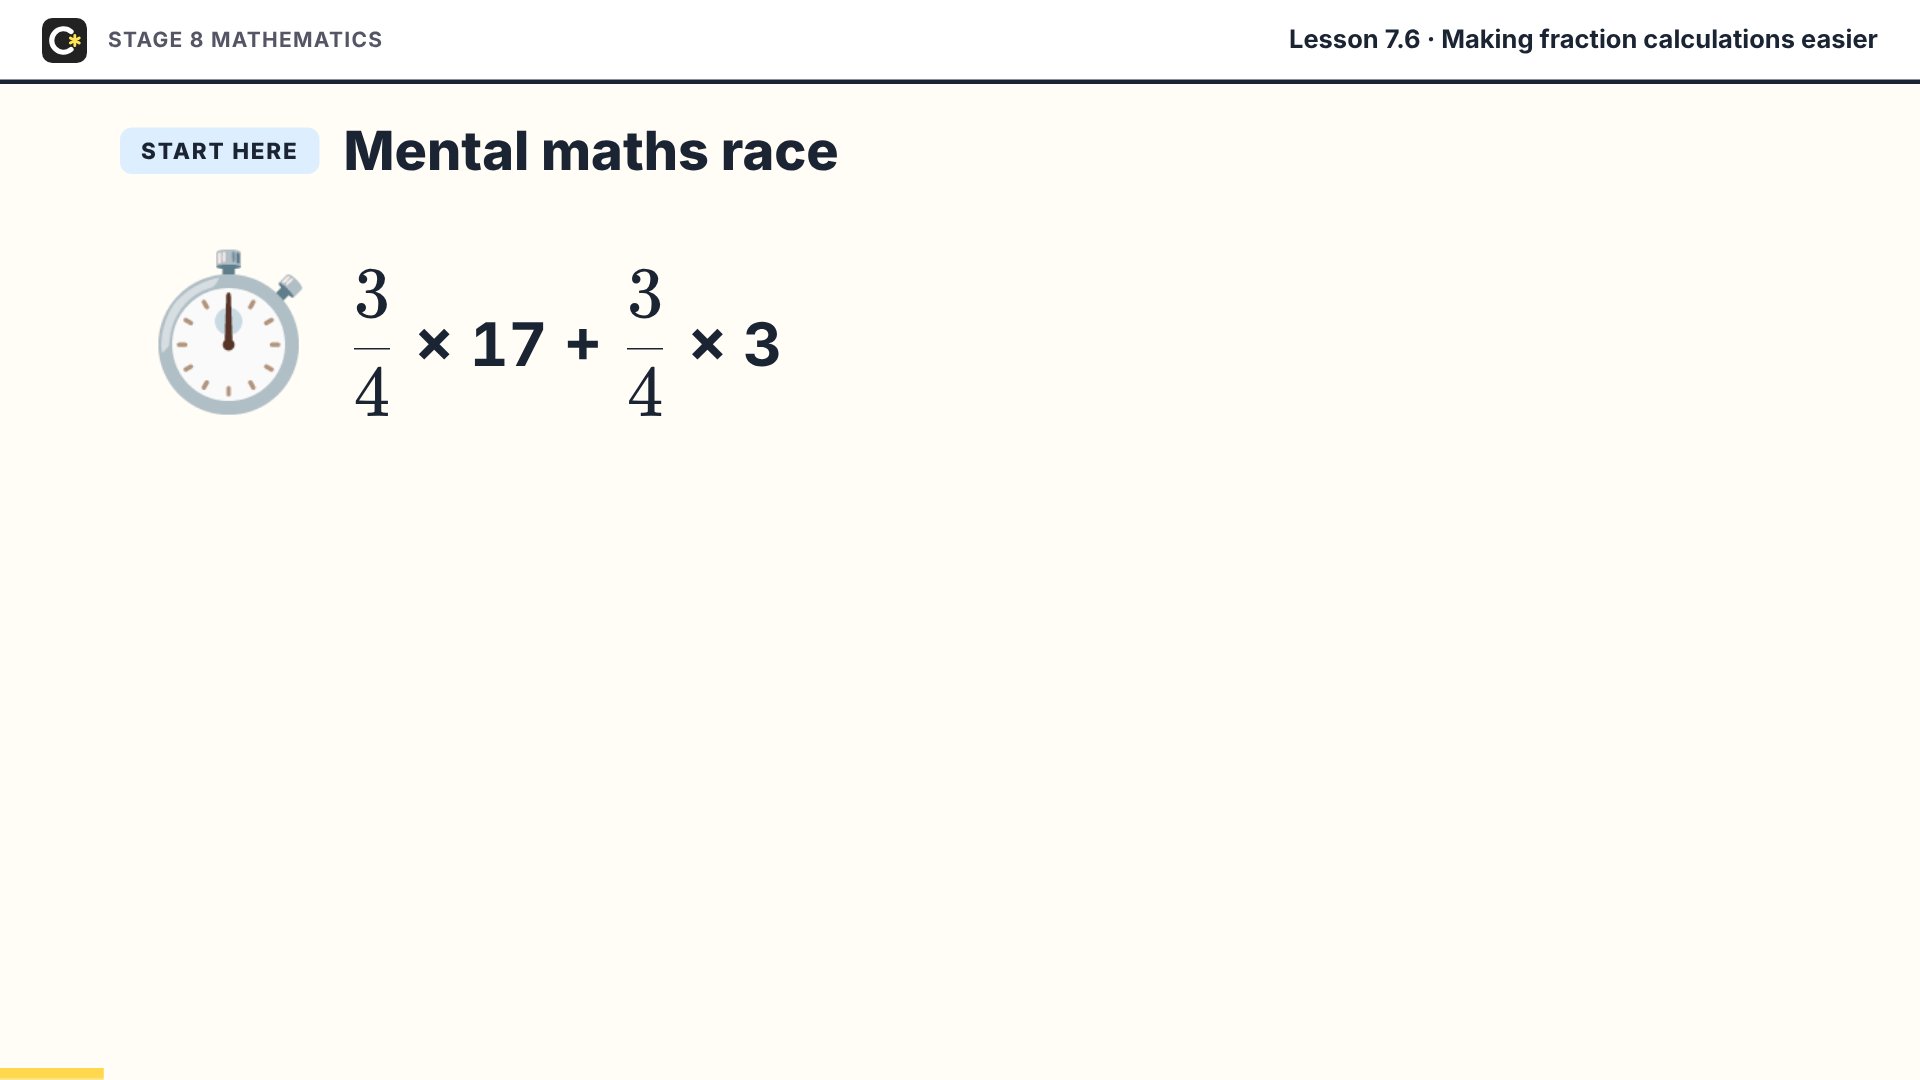 STAGE 8 MATHEMATICS
Lesson 7.6 · Making fraction calculations easier
START HERE
Mental maths race
3/4 × 17 + 3/4 × 3